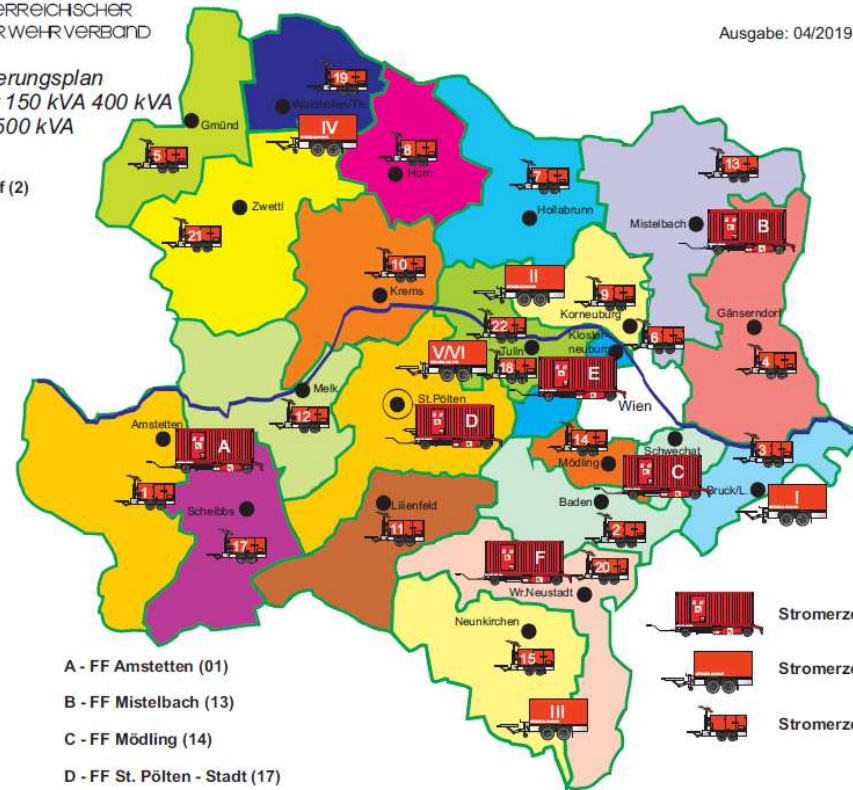 ERREICHISCHER
RWEHRVERBAND
Ausgabe: 04/2019
erungsplan
150 kVA 400 kVA
500 kVA
f (2)
19
Waidhofen/Th.
Gmünd
IV
8
Horn
5
7
13
Zwettl
Hollabrunn
Mistelbach
B
21
10
Krems
II
9
Korneuburg
Gänserndorf
22
6
Tulln
Kloster-
neuburg
V/VI
18
E
4
Melk
St.Pölten
Wien
12
D
Amstetten
A
14
Mödling
Schwechat
3
C
Bruck/L.
I
1
Scheibbs
Lilienfeld
11
Baden
2
17
F
20
Wr.Neustadt
Neunkirchen
15
III
Stromerze
Stromerze
Stromerze
A - FF Amstetten (01)
B - FF Mistelbach (13)
C - FF Mödling (14)
D - FF St. Pölten - Stadt (17)